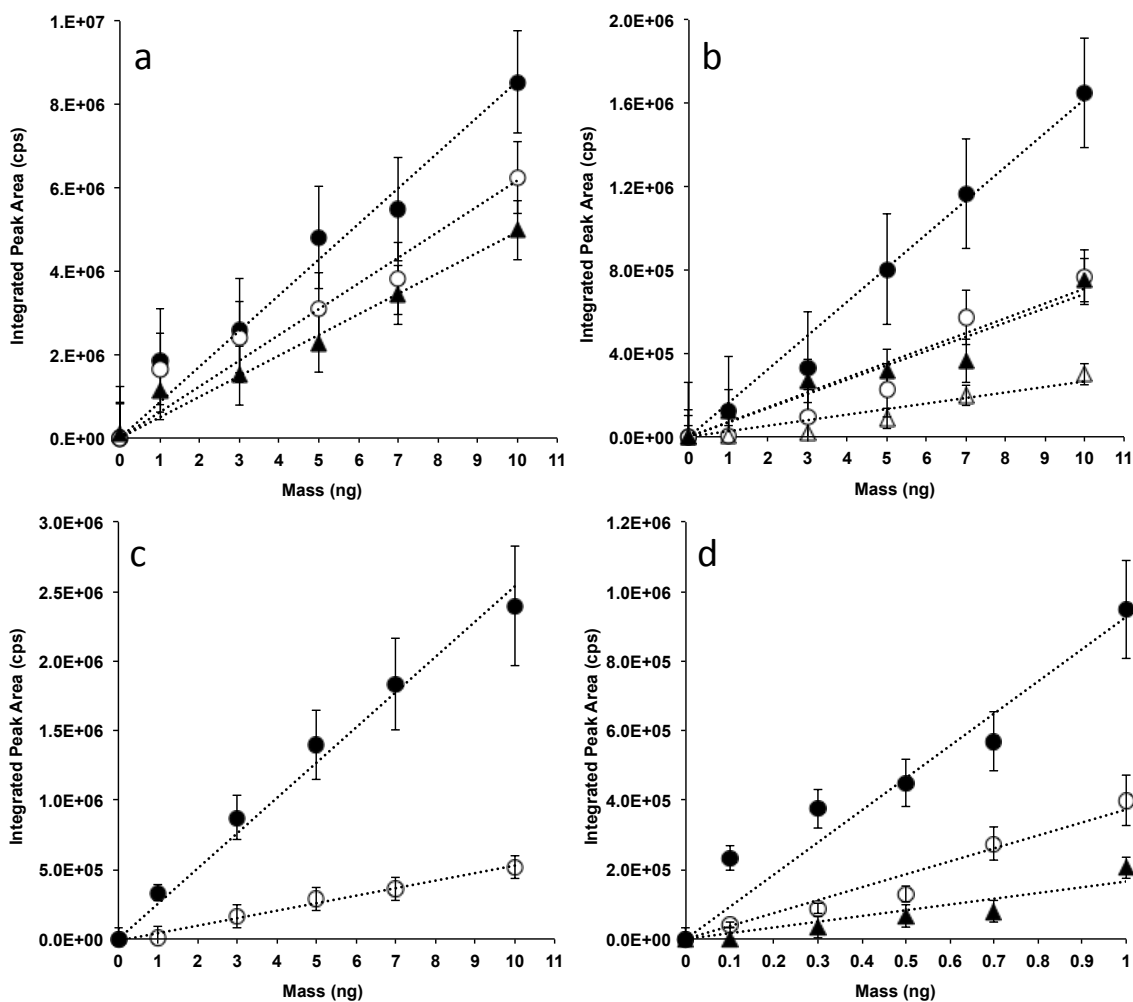 a
1.E+07
8.E+06
6.E+06
4.E+06
2.E+06
0.E+00
Integrated Peak Area (cps)
0 1 2 3 4 5 6 7 8 9 10 11
Mass (ng)
b
2.0E+06
1.6E+06
1.2E+06
8.0E+05
4.0E+05
0.0E+00
Integrated Peak Area (cps)
0 1 2 3 4 5 6 7 8 9 10 11
Mass (ng)
c
3.0E+06
2.5E+06
2.0E+06
1.5E+06
1.0E+06
5.0E+05
0.0E+00
Integrated Peak Area (cps)
0 1 2 3 4 5 6 7 8 9 10 11
Mass (ng)
d
1.2E+06
1.0E+06
8.0E+05
6.0E+05
4.0E+05
2.0E+05
0.0E+00
Integrated Peak Area (cps)
0 0.1 0.2 0.3 0.4 0.5 0.6 0.7 0.8 0.9 1
Mass (ng)